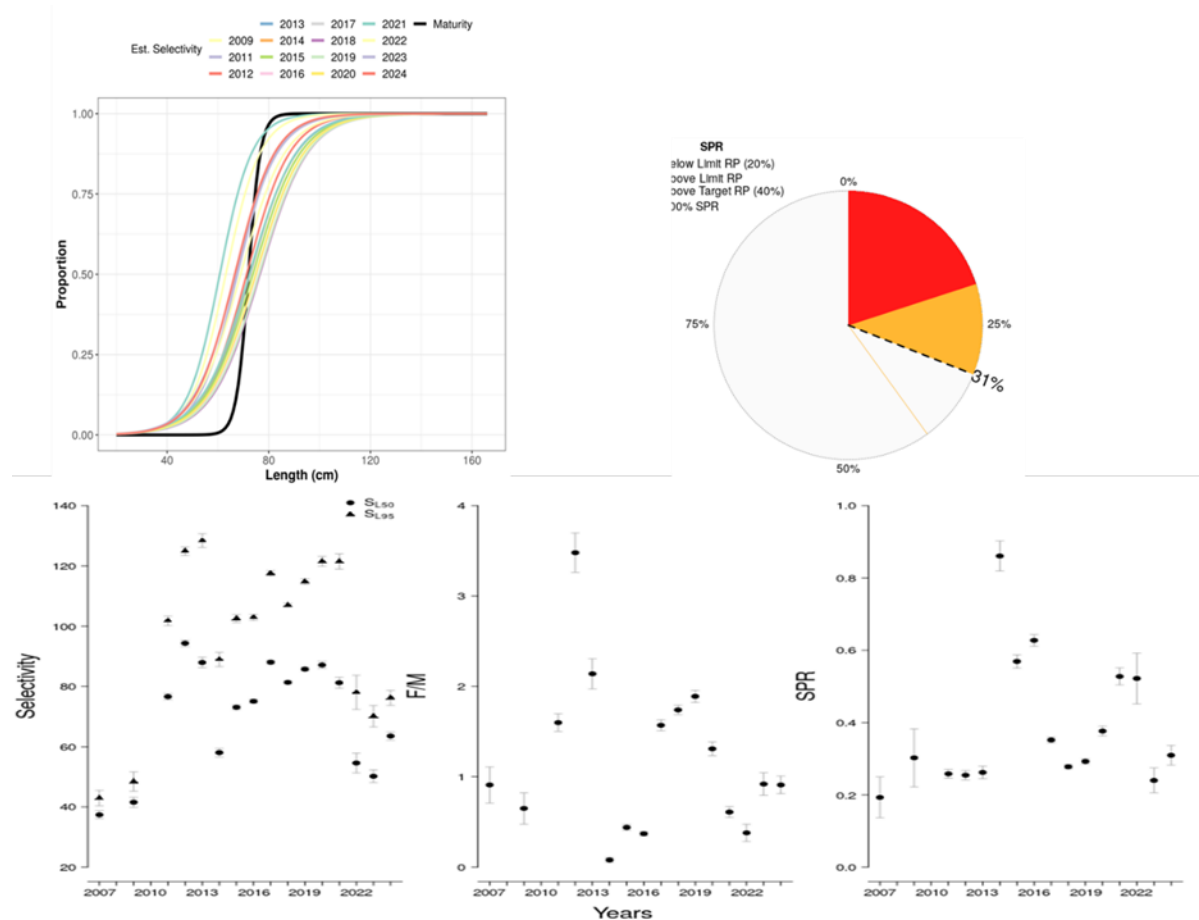 2013 2017 2021 Maturity
Est. Selectivity 2009 2014 2018 2022
2011 2015 2019 2023
2012 2016 2020 2024
1.00
0.75
0.50
0.25
0.00
Proportion
40 80 120 160
Length (cm)
SPR
elow Limit RP (20%)
bove Limit RP
bove Target RP (40%)
00% SPR
0%
25%
31%
50%
75%
SL50
SL95
140
120
100
80
60
40
20
Selectivity
2007 2010 2013 2016 2019 2022
4
3
2
1
0
F/M
2007 2010 2013 2016 2019 2022
Years
1.0
0.8
0.6
0.4
0.2
0.0
SPR
2007 2010 2013 2016 2019 2022